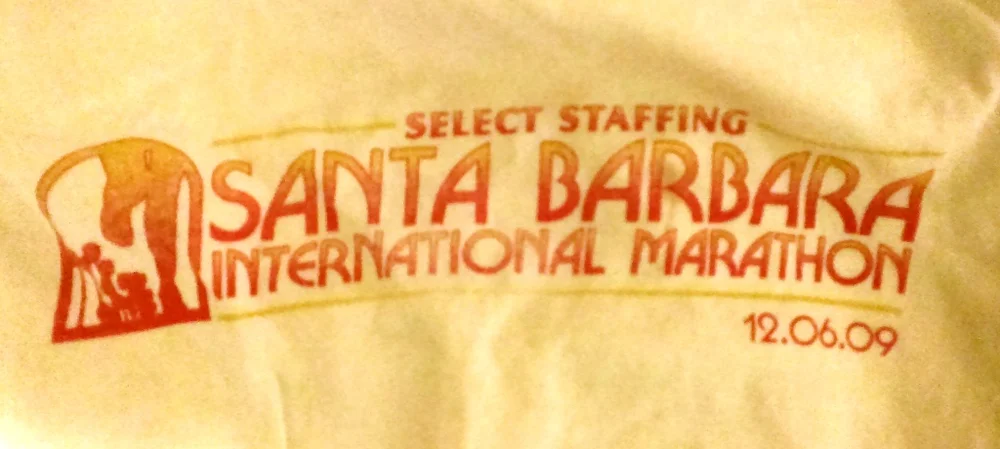 SELECT STAFFING
SANTA BARBARA
INTERNATIONAL MARATHON
12.06.09